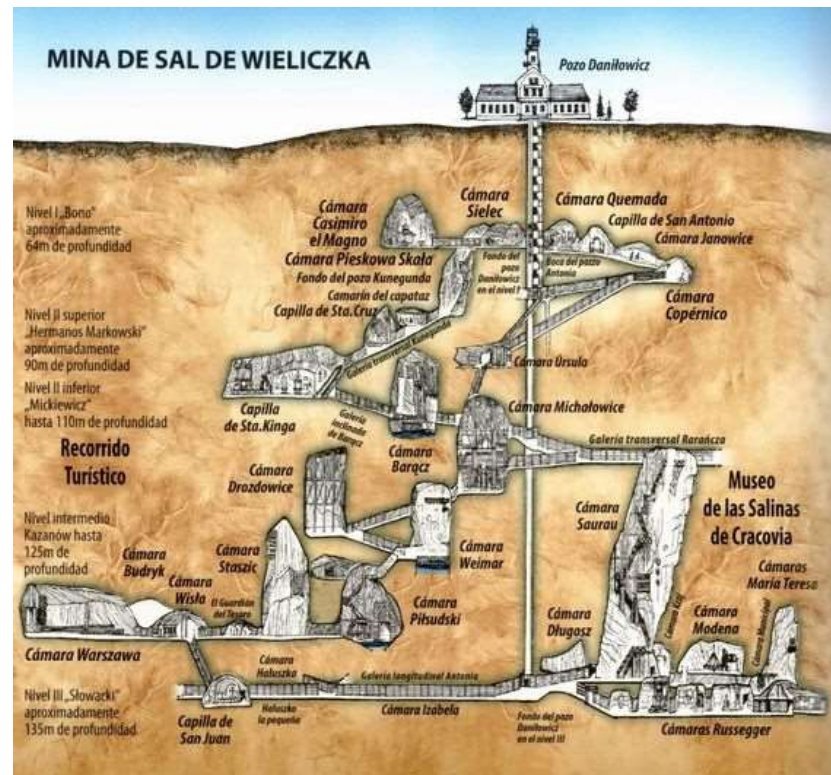 MINA DE SAL DE WIELICZKA
Pozo Daniłowicz
Nivel I „Bono"
aproximadamente
64m de profundidad
Cámara
Casimiro
el Magno
Cámara
Sielec
Cámara Quemada
Capilla de San Antonio
Cámara Janowice
Cámara Pieskowa Skała
Fondo del pozo Kunegunda
Camarín del capataz
Capilla de Sta.Cruz
Fondo del
pozo
Daniłowicz
en el nivel I
Boca del pozzo
Antonia
Cámara
Copérnico
Nivel II superior
„Hermanos Markowski"
aproximadamente
90m de profundidad
Galería transversal Kunegunda
Cámara Úrsula
Nivel II inferior
„Mickiewicz"
hasta 110m de profundidad
Capilla
de Sta.Kinga
Galería
inclinada
de Barącz
Cámara
Barącz
Cámara Michałowice
Galería transversal Rarańcza
Recorrido
Turístico
Cámara
Drozdowice
Cámara
Saurau
Museo
de las Salinas
de Cracovia
Nivel intermedio
Kazanów hasta
125m de
profundidad
Cámara
Budryk
Cámara
Wisła
Cámara
Staszic
El Guardián
del Tesoro
Cámara
Weimar
Cámara
Piłsudski
Cámara
Długosz
Cámara
Modena
Cámara Municipal
Cámaras
María Teresa
Cámara Warszawa
Nivel III „Słowacki"
aproximadamente
135m de profundidad
Capilla de
San Juan
Cámara
Hałuszka
Hałuszka
la pequeña
Galería longitudinal Antonia
Cámara Izabela
Fondo del pozo
Daniłowicz
en el nivel III
Cámaras Russegger